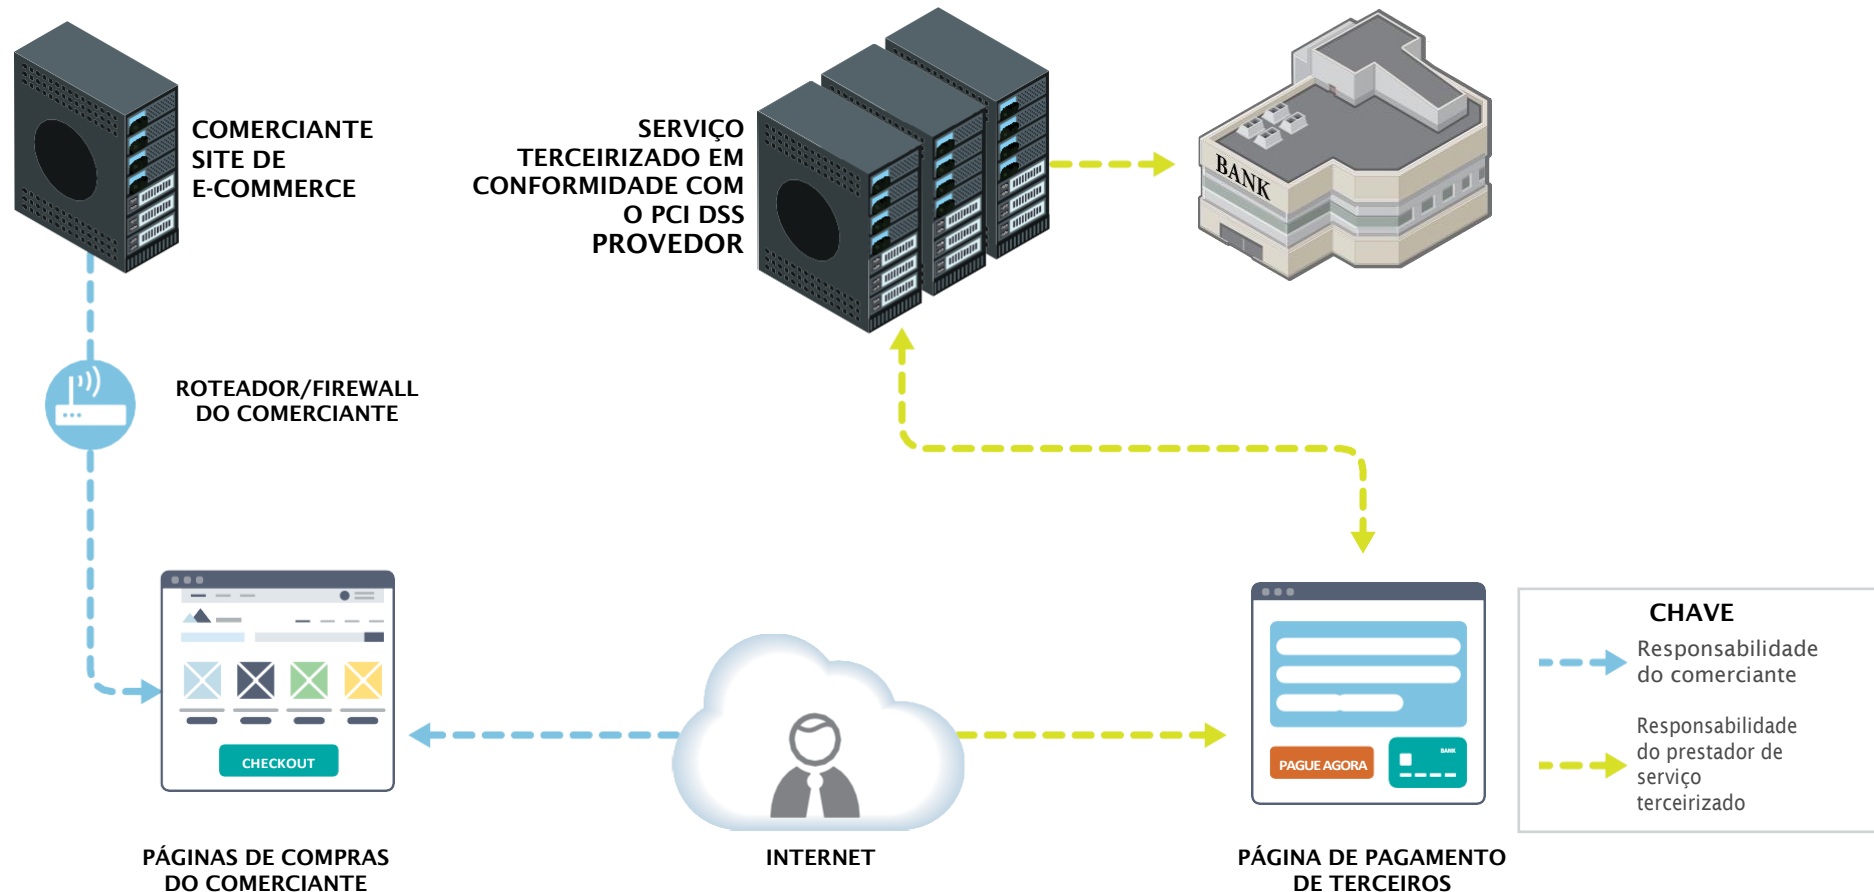 COMERCIANTE
SITE DE
E-COMMERCE
SERVIÇO
TERCEIRIZADO EM
CONFORMIDADE COM
O PCI DSS
PROVEDOR
BANK
ROTEADOR/FIREWALL
DO COMERCIANTE
CHECKOUT
PÁGINAS DE COMPRAS
DO COMERCIANTE
INTERNET
BANK
PAGUE AGORA
PÁGINA DE PAGAMENTO
DE TERCEIROS
CHAVE
Responsabilidade
do comerciante
Responsabilidade
do prestador de
serviço
terceirizado